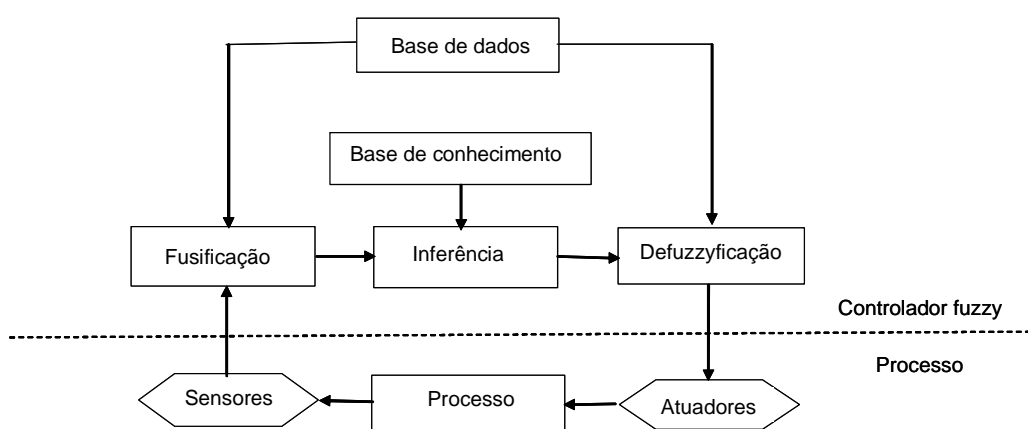 Base de dados
Base de conhecimento
Fusificação
Inferência
Defuzzyficação
Controlador fuzzy
Processo
Sensores
Processo
Atuadores